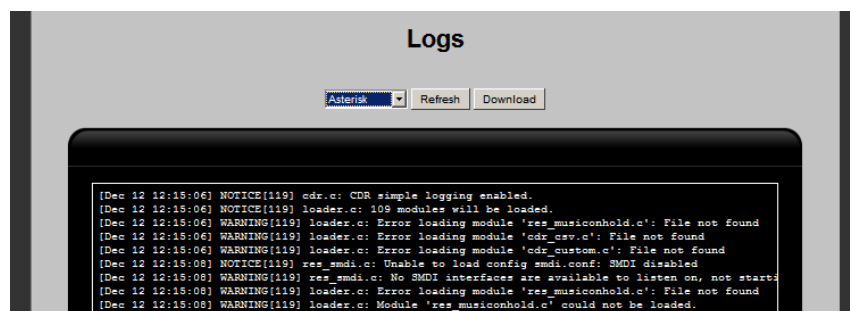 Logs
Asterisk Refresh Download
[Dec 12 12:15:06] NOTICE[119] cdr.c: CDR simple logging enabled.
[Dec 12 12:15:06] NOTICE[119] loader.c: 109 modules will be loaded.
[Dec 12 12:15:06] WARNING[119] loader.c: Error loading module 'res_musiconhold.c': File not found
[Dec 12 12:15:06] WARNING[119] loader.c: Error loading module 'cdr_csv.c': File not found
[Dec 12 12:15:06] WARNING[119] loader.c: Error loading module 'cdr_custom.c': File not found
[Dec 12 12:15:06] NOTICE[119] res_smdi.c: Unable to load config smdi.conf: SMDI disabled
[Dec 12 12:15:08] WARNING[119] res_smdi.c: No SMDI interfaces are available to listen on, not starti
[Dec 12 12:15:08] WARNING[119] loader.c: Error loading module 'res_musiconhold.c': File not found
[Dec 12 12:15:08] WARNING[119] loader.c: Module 'res_musiconhold.c' could not be loaded.